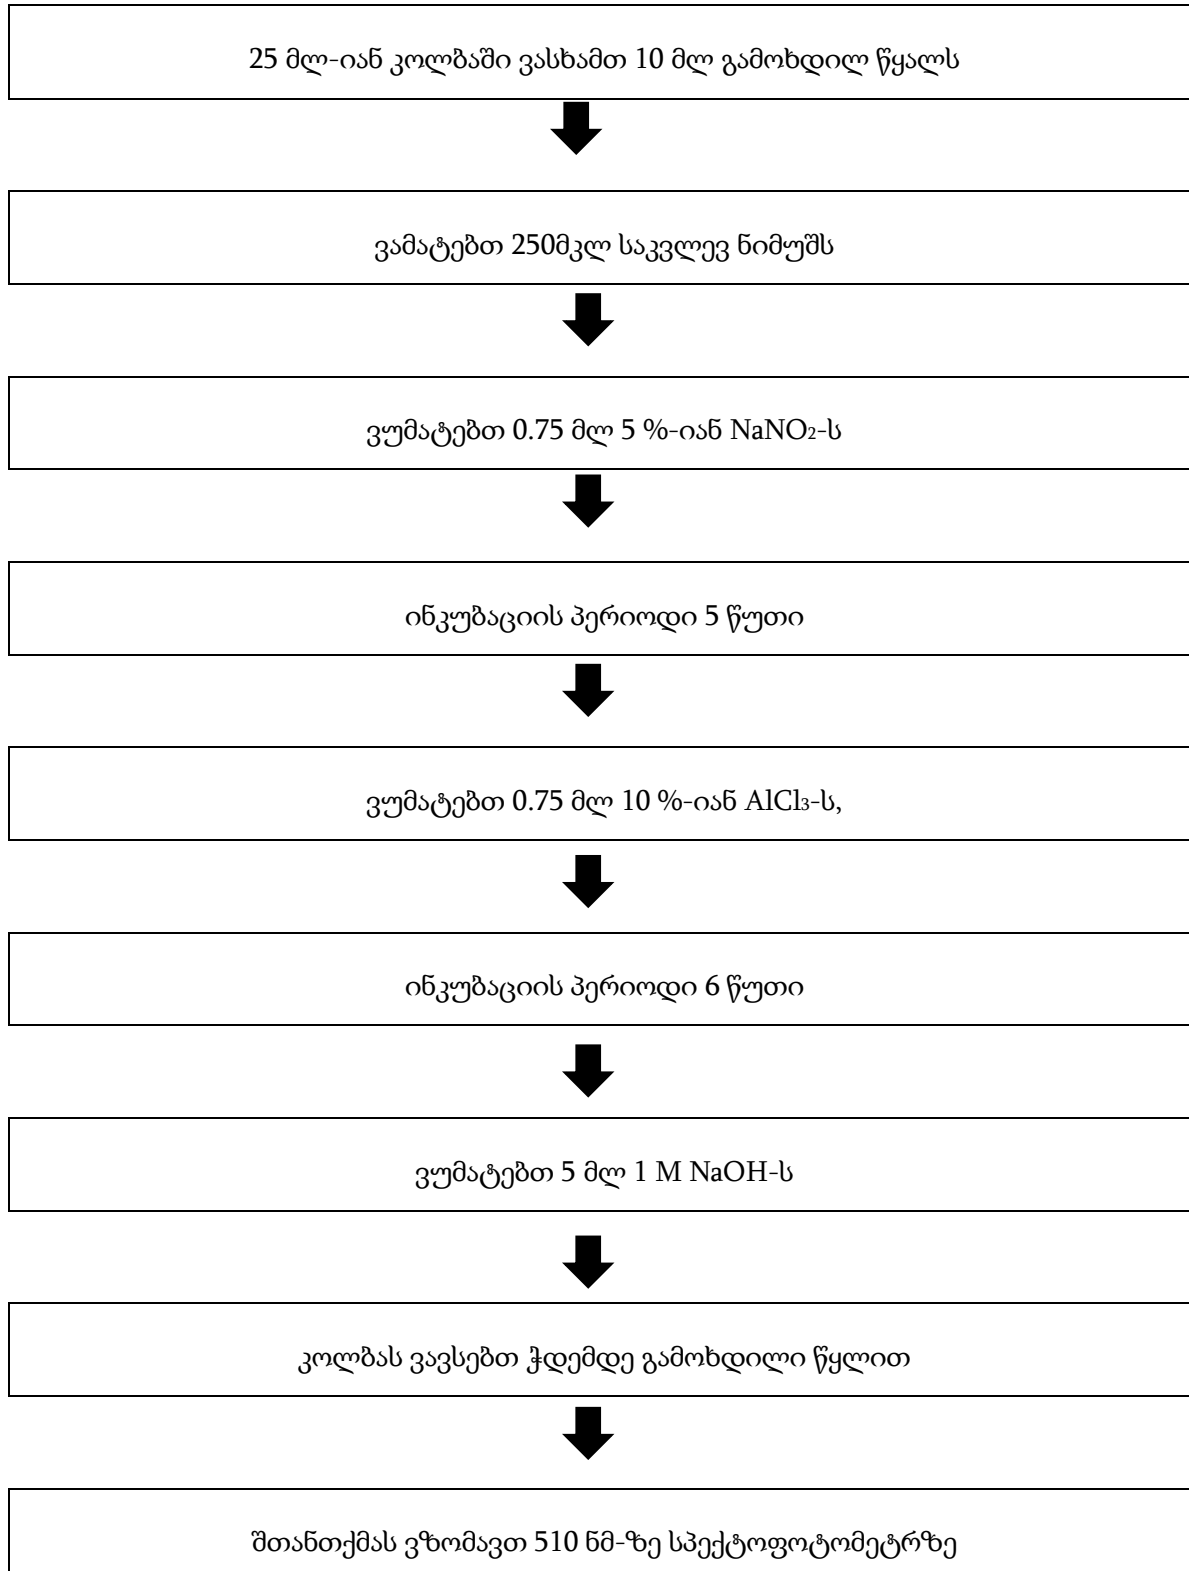 25 მლ-იან კოლბაში ვასხამთ 10 მლ გამოხდილ წყალს
ვამატებთ 250მკლ საკვლევ ნიმუშს
ვუმატებთ 0.75 მლ 5 %-იან NaNO₂-ს
ინკუბაციის პერიოდი 5 წუთი
ვუმატებთ 0.75 მლ 10 %-იან AlCl₃-ს,
ინკუბაციის პერიოდი 6 წუთი
ვუმატებთ 5 მლ 1 M NaOH-ს
კოლბას ვავსებთ ჭდემდე გამოხდილი წყლით
შთანთქმას ვზომავთ 510 ნმ-ზე სპექტოფოტომეტრზე